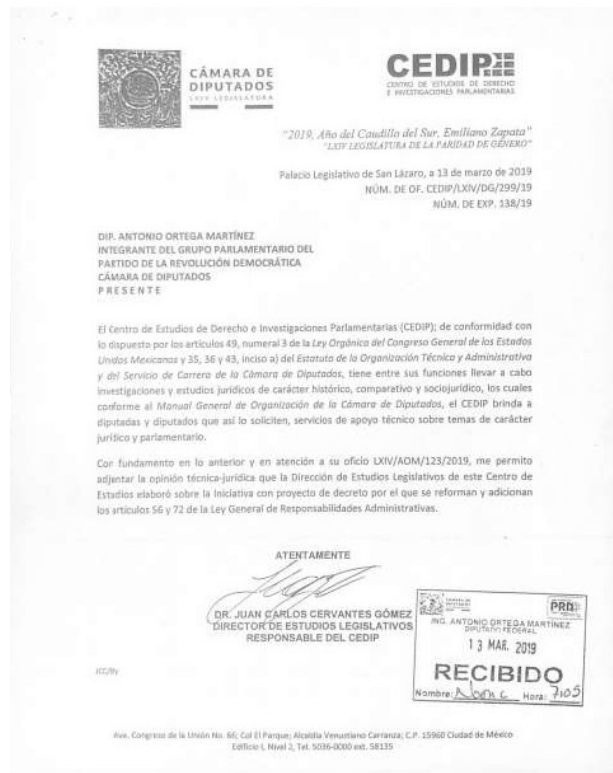 CÁMARA DE
DIPUTADOS
LXIV LEGISLATURA
CEDIP
CENTRO DE ESTUDIOS DE DERECHO
E INVESTIGACIONES PARLAMENTARIAS
"2019, Año del Caudillo del Sur, Emiliano Zapata"
"LXIV LEGISLATURA DE LA PARIDAD DE GÉNERO"
Palacio Legislativo de San Lázaro, a 13 de marzo de 2019
NÚM. DE OF. CEDIP/LXIV/DG/299/19
NÚM. DE EXP. 138/19
DIP. ANTONIO ORTEGA MARTÍNEZ
INTEGRANTE DEL GRUPO PARLAMENTARIO DEL
PARTIDO DE LA REVOLUCIÓN DEMOCRÁTICA
CÁMARA DE DIPUTADOS
P R E S E N T E
El Centro de Estudios de Derecho e Investigaciones Parlamentarias (CEDIP); de conformidad con
lo dispuesto por los artículos 49, numeral 3 de la Ley Orgánica del Congreso General de los Estados
Unidos Mexicanos y 35, 36 y 43, inciso a) del Estatuto de la Organización Técnica y Administrativa
y del Servicio de Carrera de la Cámara de Diputados, tiene entre sus funciones llevar a cabo
investigaciones y estudios jurídicos de carácter histórico, comparativo y sociojurídico, los cuales
conforme al Manual General de Organización de la Cámara de Diputados, el CEDIP brinda a
diputadas y diputados que así lo soliciten, servicios de apoyo técnico sobre temas de carácter
jurídico y parlamentario.
Con fundamento en lo anterior y en atención a su oficio LXIV/AOM/123/2019, me permito
adjuntar la opinión técnica-jurídica que la Dirección de Estudios Legislativos de este Centro de
Estudios elaboró sobre la Iniciativa con proyecto de decreto por el que se reforman y adicionan
los artículos 56 y 72 de la Ley General de Responsabilidades Administrativas.
ATENTAMENTE
DR. JUAN CARLOS CERVANTES GÓMEZ
DIRECTOR DE ESTUDIOS LEGISLATIVOS
RESPONSABLE DEL CEDIP
CÁMARA DE
DIPUTADOS
PRD
ING. ANTONIO ORTEGA MARTÍNEZ
DIPUTADO FEDERAL
13 MAR. 2019
RECIBIDO
Nombre: Hora: 7:05
Ave. Congreso de la Unión No. 66; Col El Parque; Alcaldía Venustiano Carranza; C.P. 15960 Ciudad de México
Edificio I, Nivel 2, Tel. 5036-0000 ext. 58135